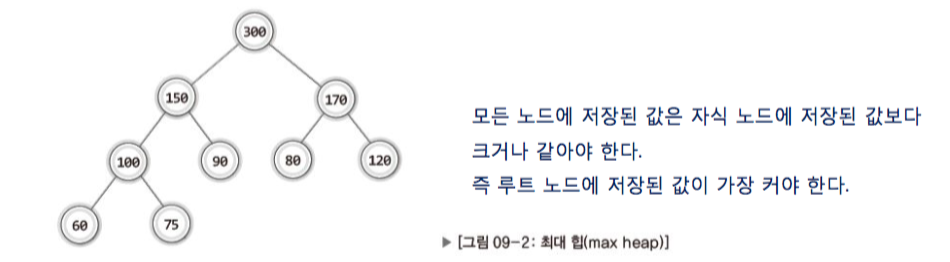 300
150
170
모든 노드에 저장된 값은 자식 노드에 저장된 값보다
크거나 같아야 한다.
100
90
80
120
즉 루트 노드에 저장된 값이 가장 커야 한다.
60
75
▶ [그림 09-2: 최대 힙(max heap)]